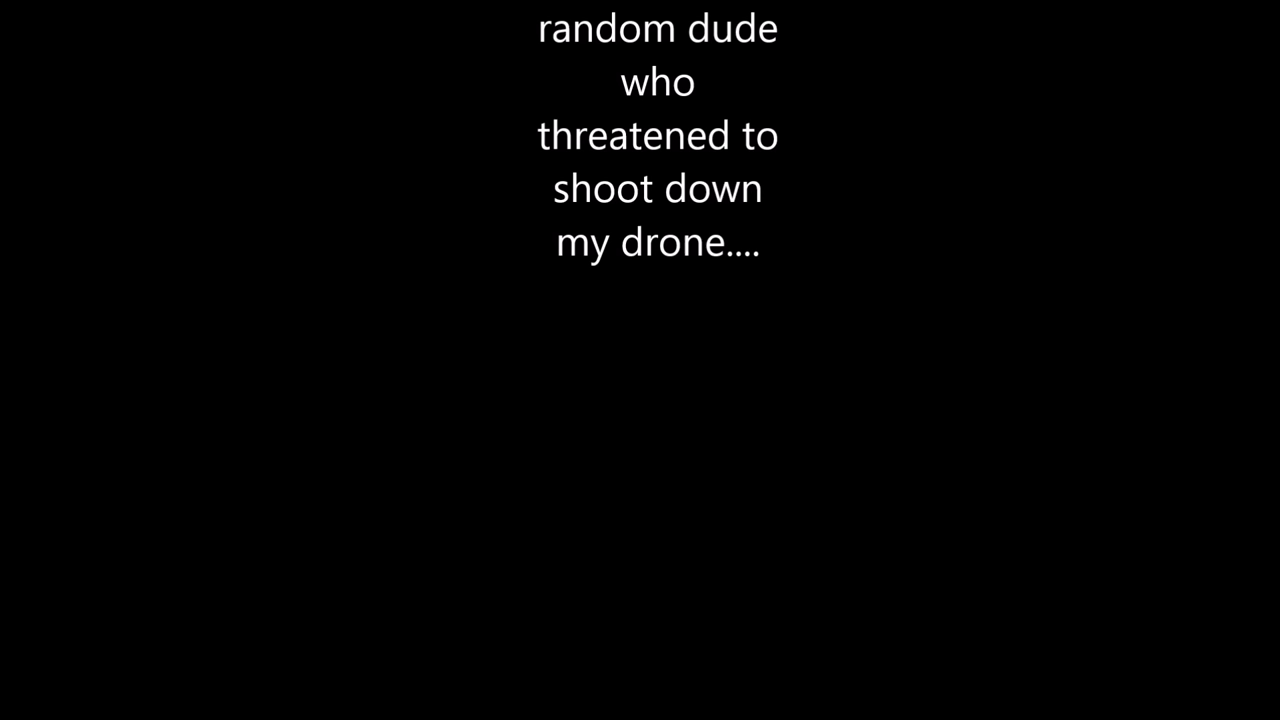 random dude
who
threatened to
shoot down
my drone....